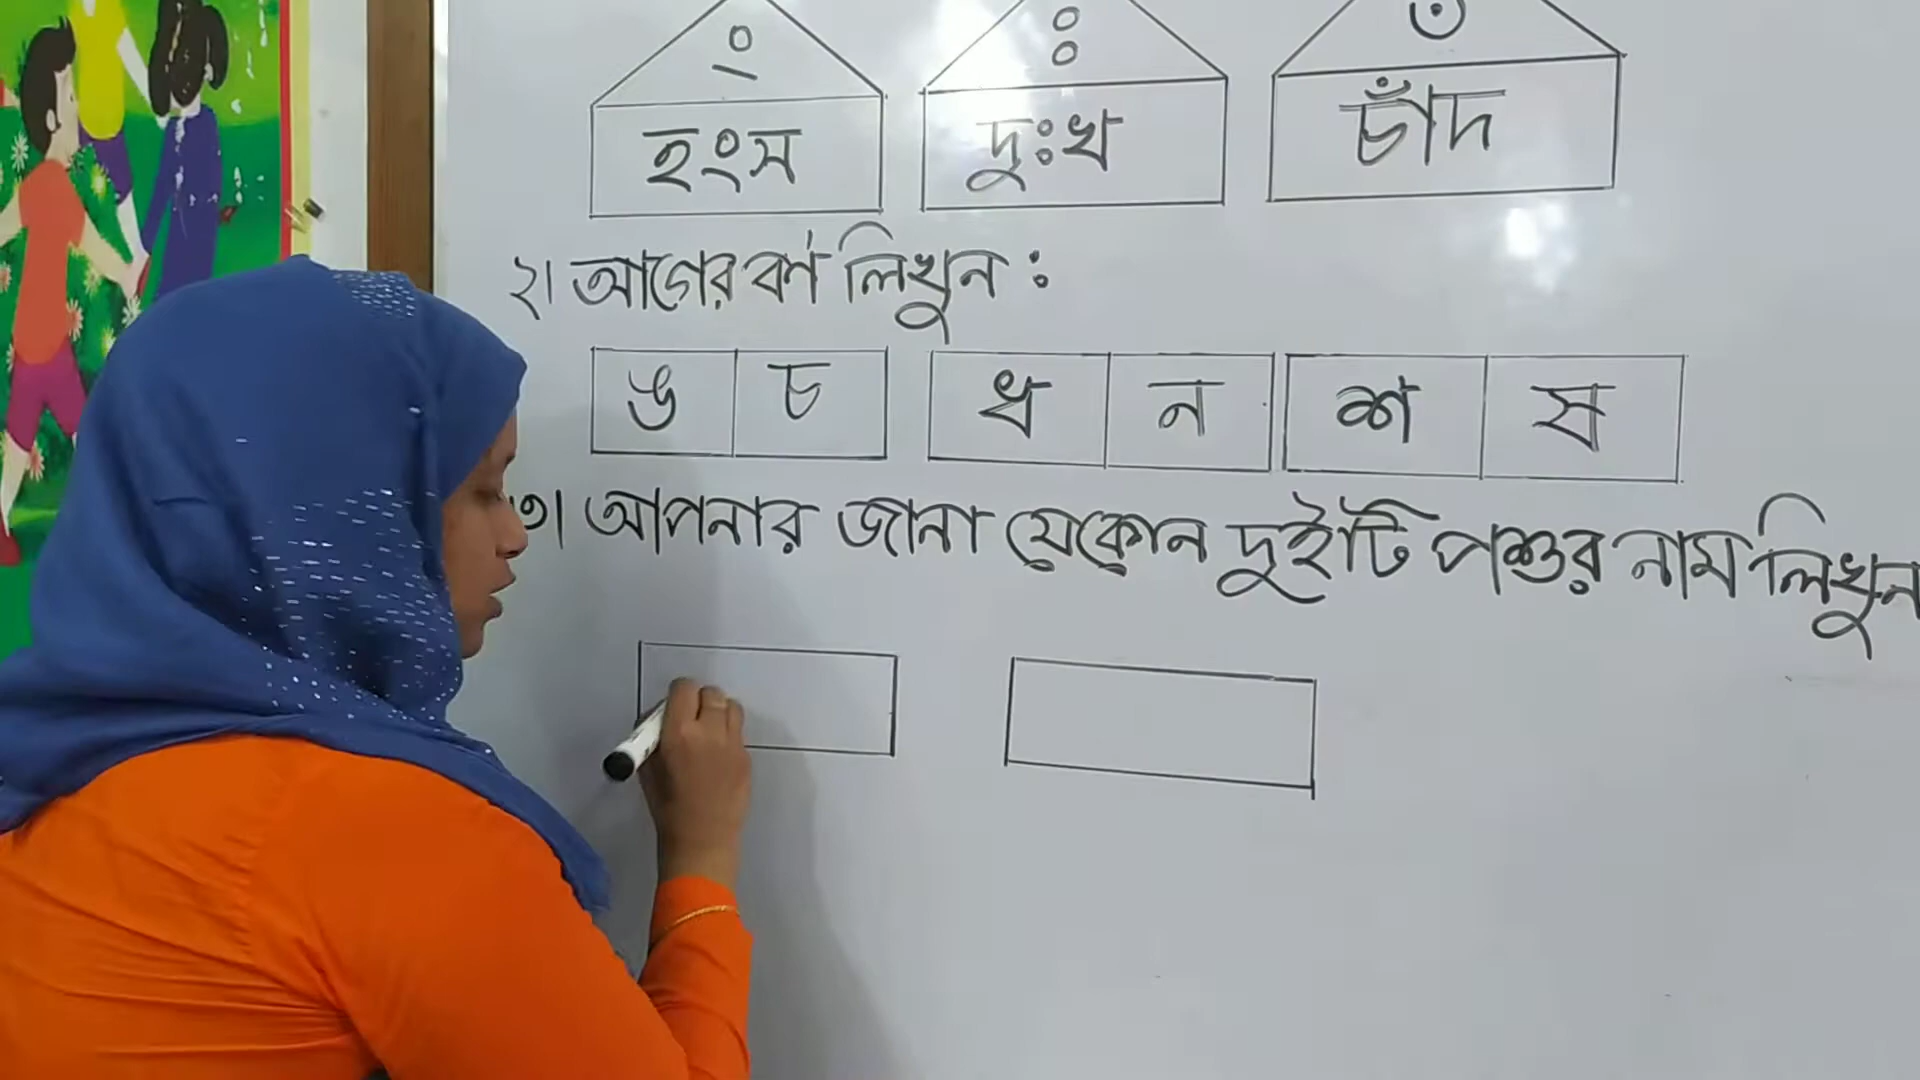 ং ঃ ঁ
হংস দুঃখ চাঁদ
২। আগের বর্ণ লিখুন :
ঙ চ ধ ন শ ষ
৩। আপনার জানা যেকোন দুইটি পশুর নাম লিখুন